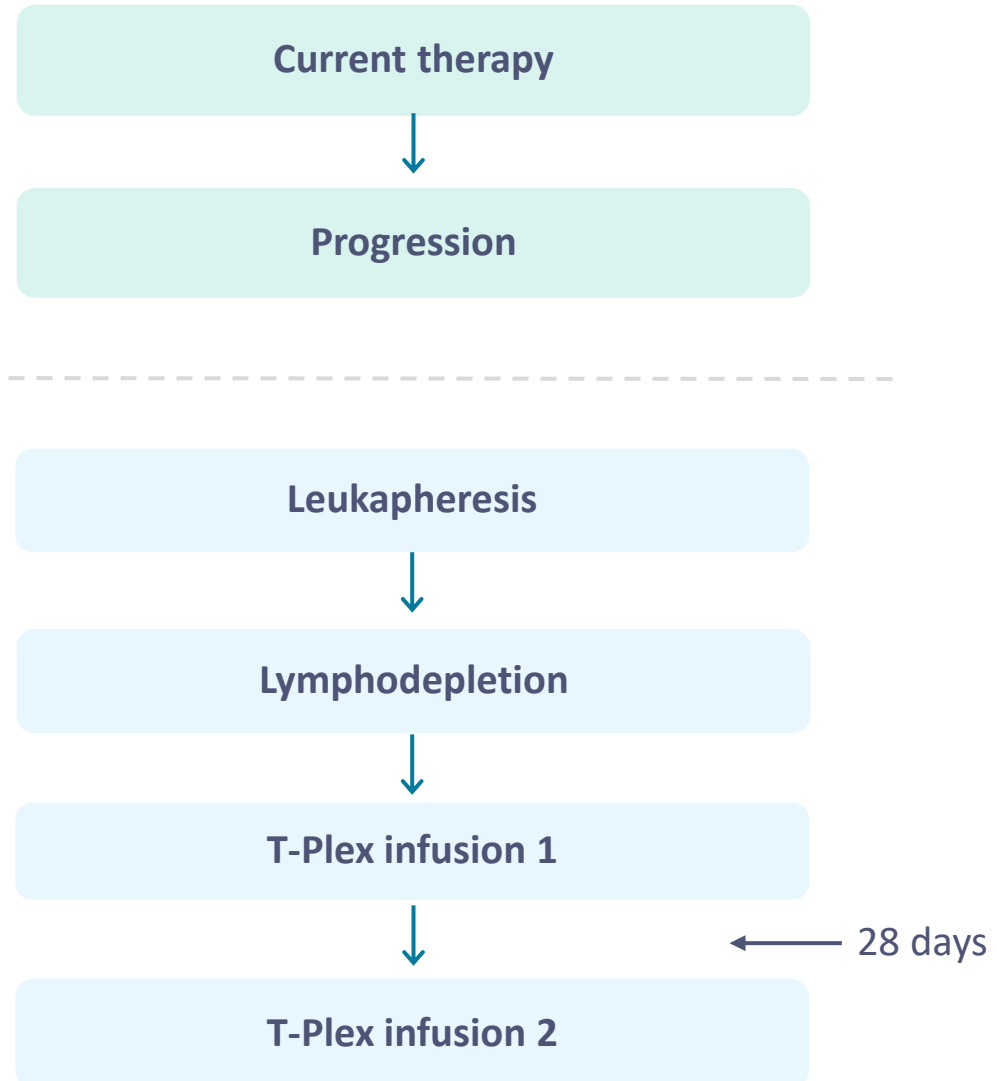 Current therapy
Progression
Leukapheresis
Lymphodepletion
T-Plex infusion 1
28 days
T-Plex infusion 2